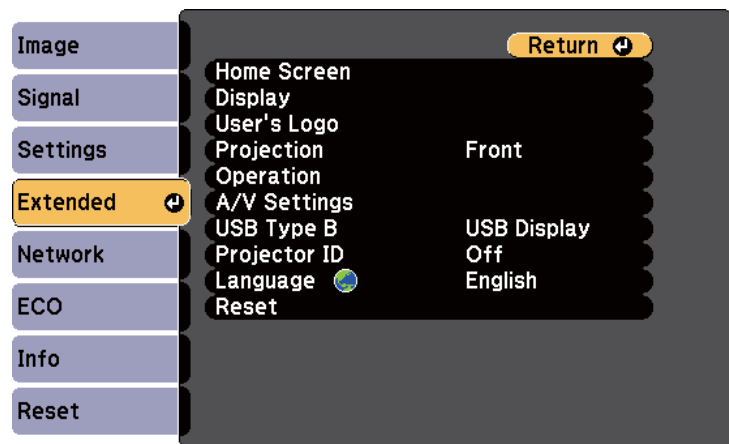 Image
Signal
Settings
Extended
Network
ECO
Info
Reset
Return
Home Screen
Display
User's Logo
Projection Front
Operation
A/V Settings
USB Type B USB Display
Projector ID Off
Language English
Reset